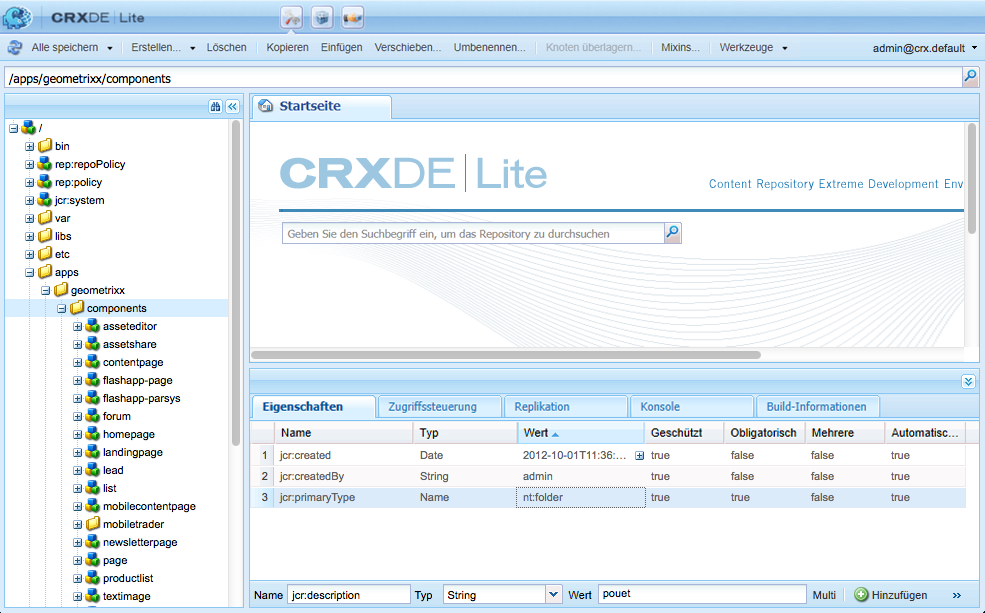 CRXDE | Lite
Alle speichern Erstellen... Löschen Kopieren Einfügen Verschieben... Umbenennen... Knoten überlagern... Mixins... Werkzeuge admin@crx.default
/apps/geometrixx/components
Startseite
/
bin
rep:repoPolicy
rep:policy
jcr:system
var
libs
etc
apps
geometrixx
components
asseteditor
assetshare
contentpage
flashapp-page
flashapp-parsys
forum
homepage
landingpage
lead
list
mobilecontentpage
mobiletrader
newsletterpage
page
productlist
textimage
CRXDE | Lite
Content Repository Extreme Development Env
Geben Sie den Suchbegriff ein, um das Repository zu durchsuchen
Eigenschaften Zugriffssteuerung Replikation Konsole Build-Informationen
Name Typ Wert Geschützt Obligatorisch Mehrere Automatisc...
1 jcr:created Date 2012-10-01T11:36:... true false false true
2 jcr:createdBy String admin true false false true
3 jcr:primaryType Name nt:folder true true false true
Name jcr:description Typ String Wert pouet Multi Hinzufügen »